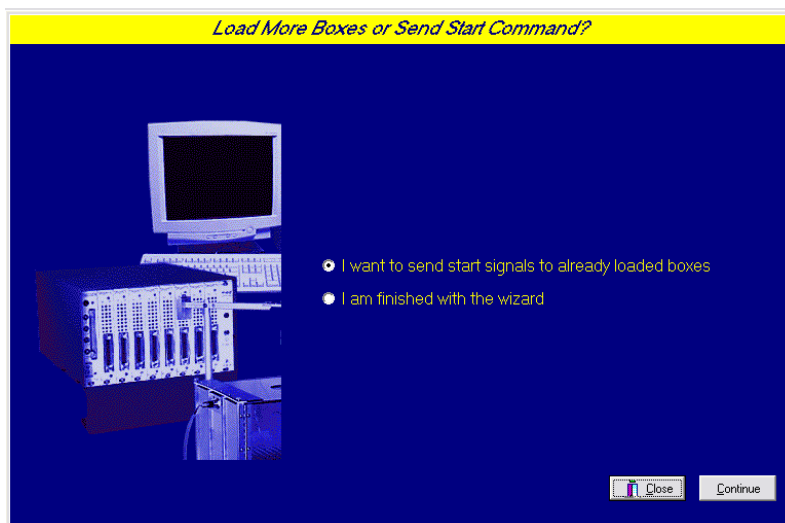 Load More Boxes or Send Start Command?
I want to send start signals to already loaded boxes
I am finished with the wizard
Close
Continue